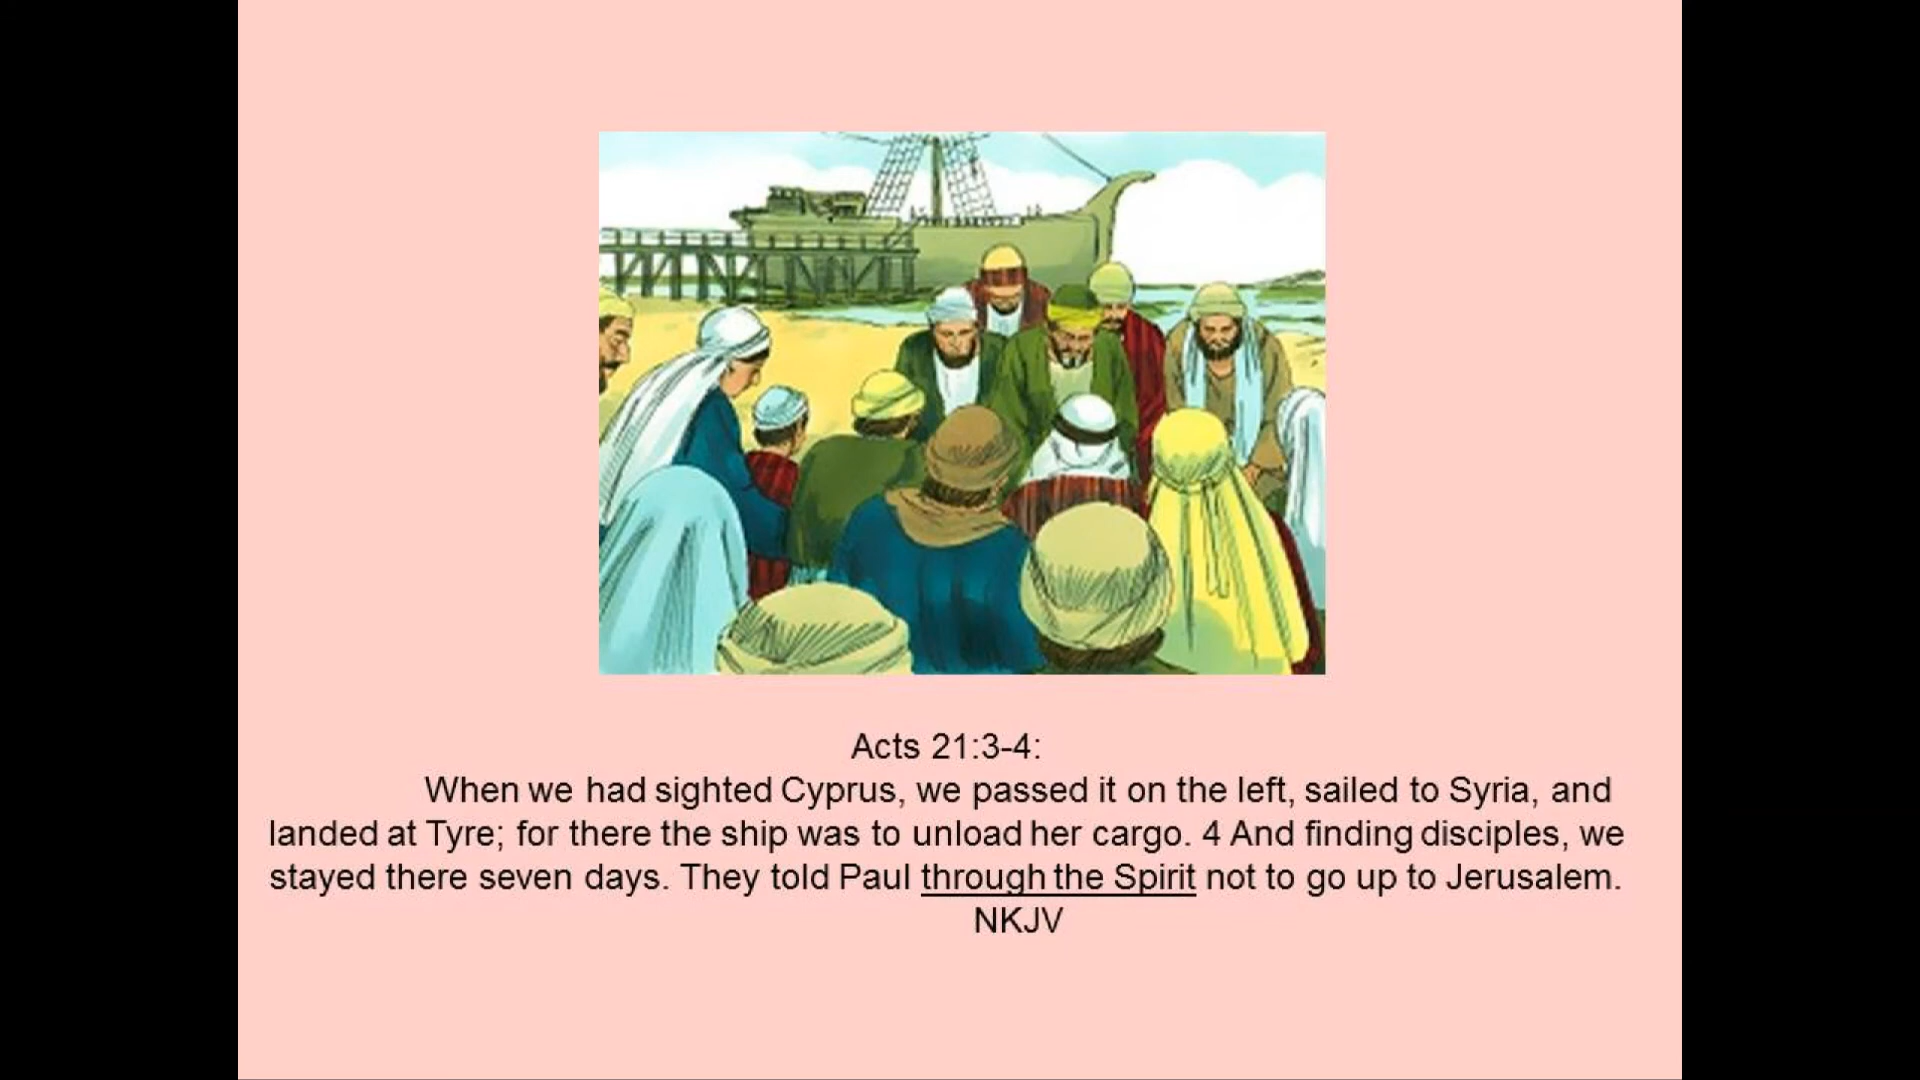 Acts 21:3-4:
When we had sighted Cyprus, we passed it on the left, sailed to Syria, and
landed at Tyre; for there the ship was to unload her cargo. 4 And finding disciples, we
stayed there seven days. They told Paul through the Spirit not to go up to Jerusalem.
NKJV